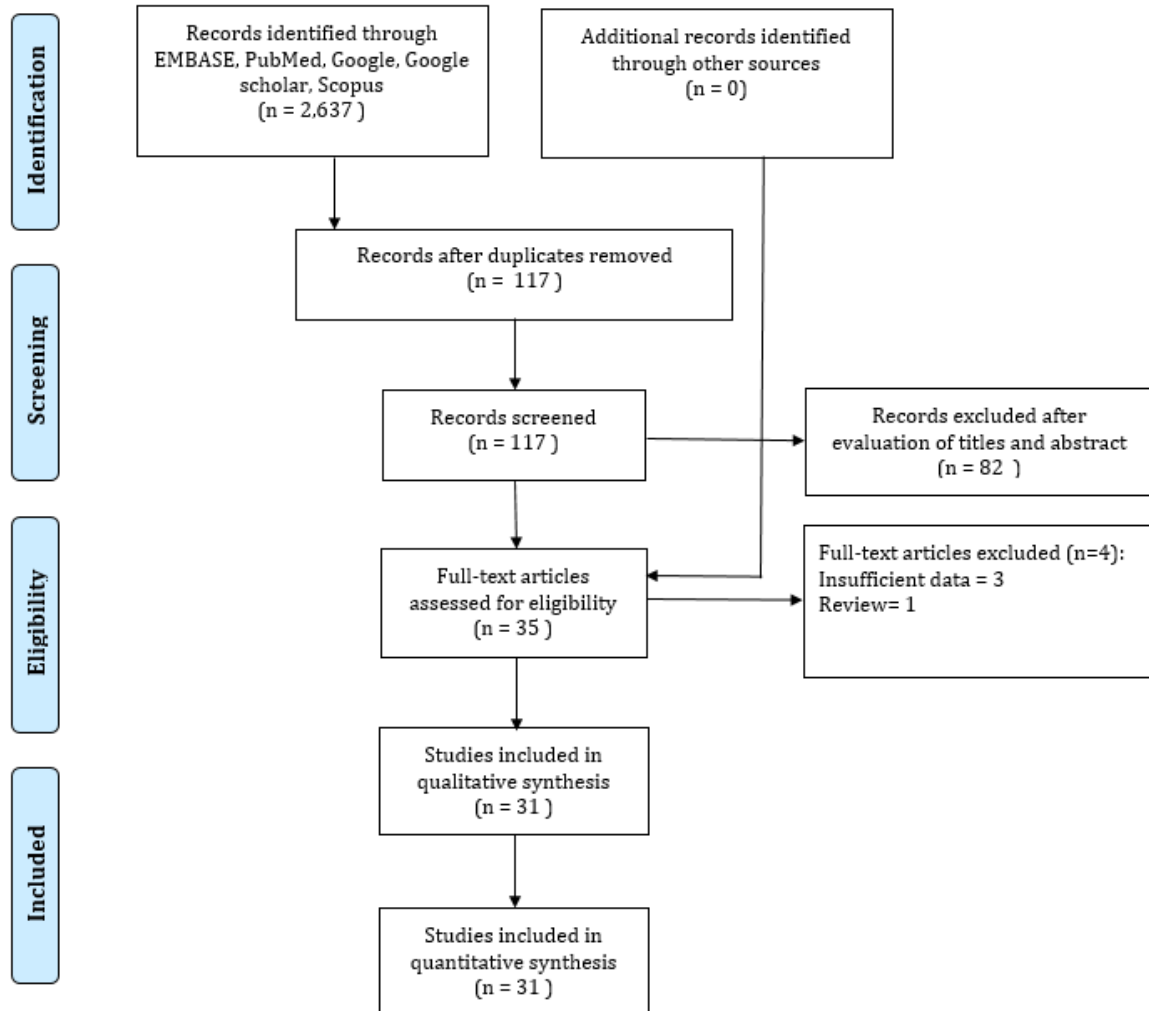 Identification
Records identified through
EMBASE, PubMed, Google, Google
scholar, Scopus
(n = 2,637 )
Additional records identified
through other sources
(n = 0)
Records after duplicates removed
(n = 117 )
Screening
Records screened
(n = 117 )
Records excluded after
evaluation of titles and abstract
(n = 82 )
Eligibility
Full-text articles
assessed for eligibility
(n = 35 )
Full-text articles excluded (n=4):
Insufficient data = 3
Review= 1
Studies included in
qualitative synthesis
(n = 31 )
Included
Studies included in
quantitative synthesis
(n = 31 )